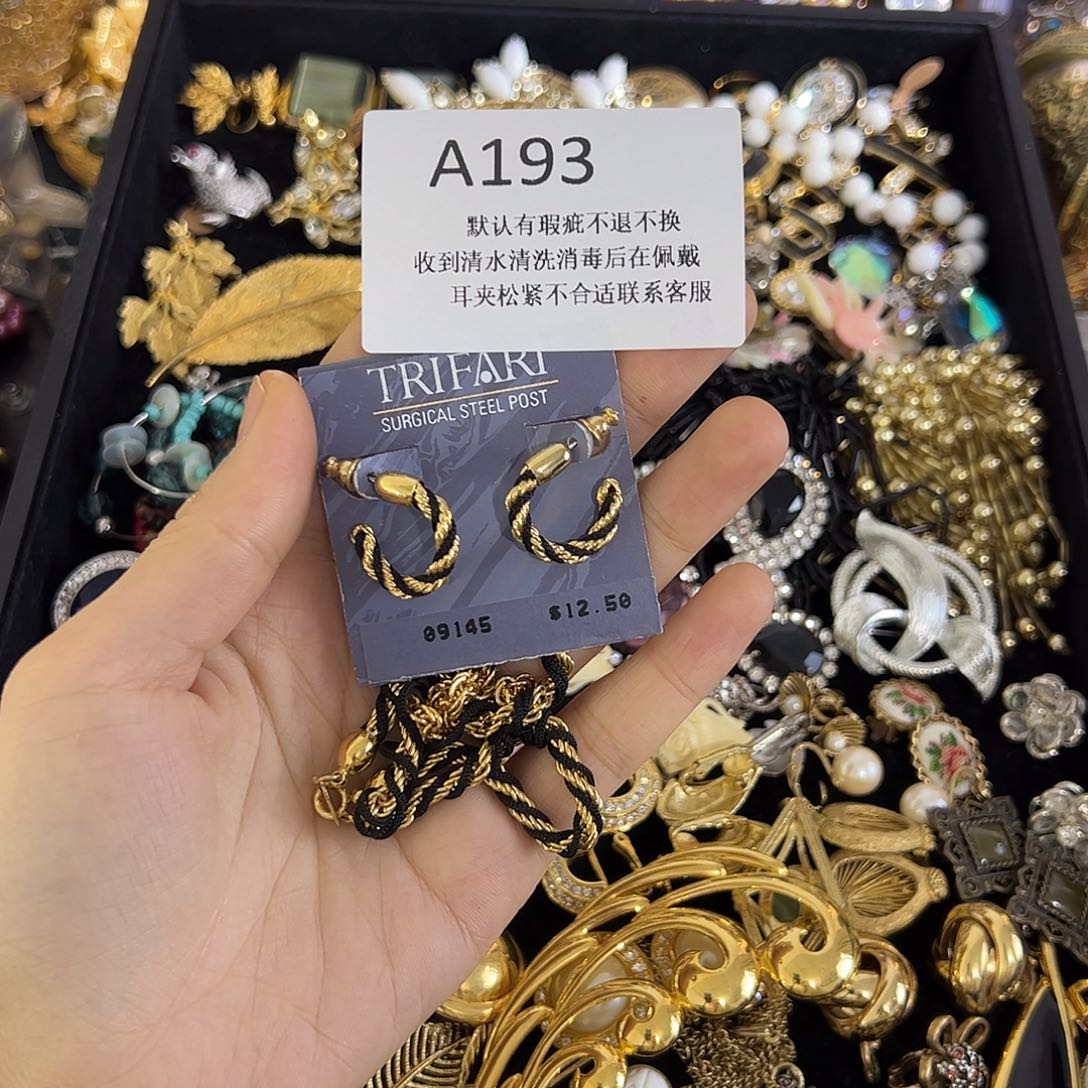 A193
默认有瑕疵不退不换
收到清水清洗消毒后在佩戴
耳夹松紧不合适联系客服
TRIFARI
SURGICAL STEEL POST
09145 $12.50